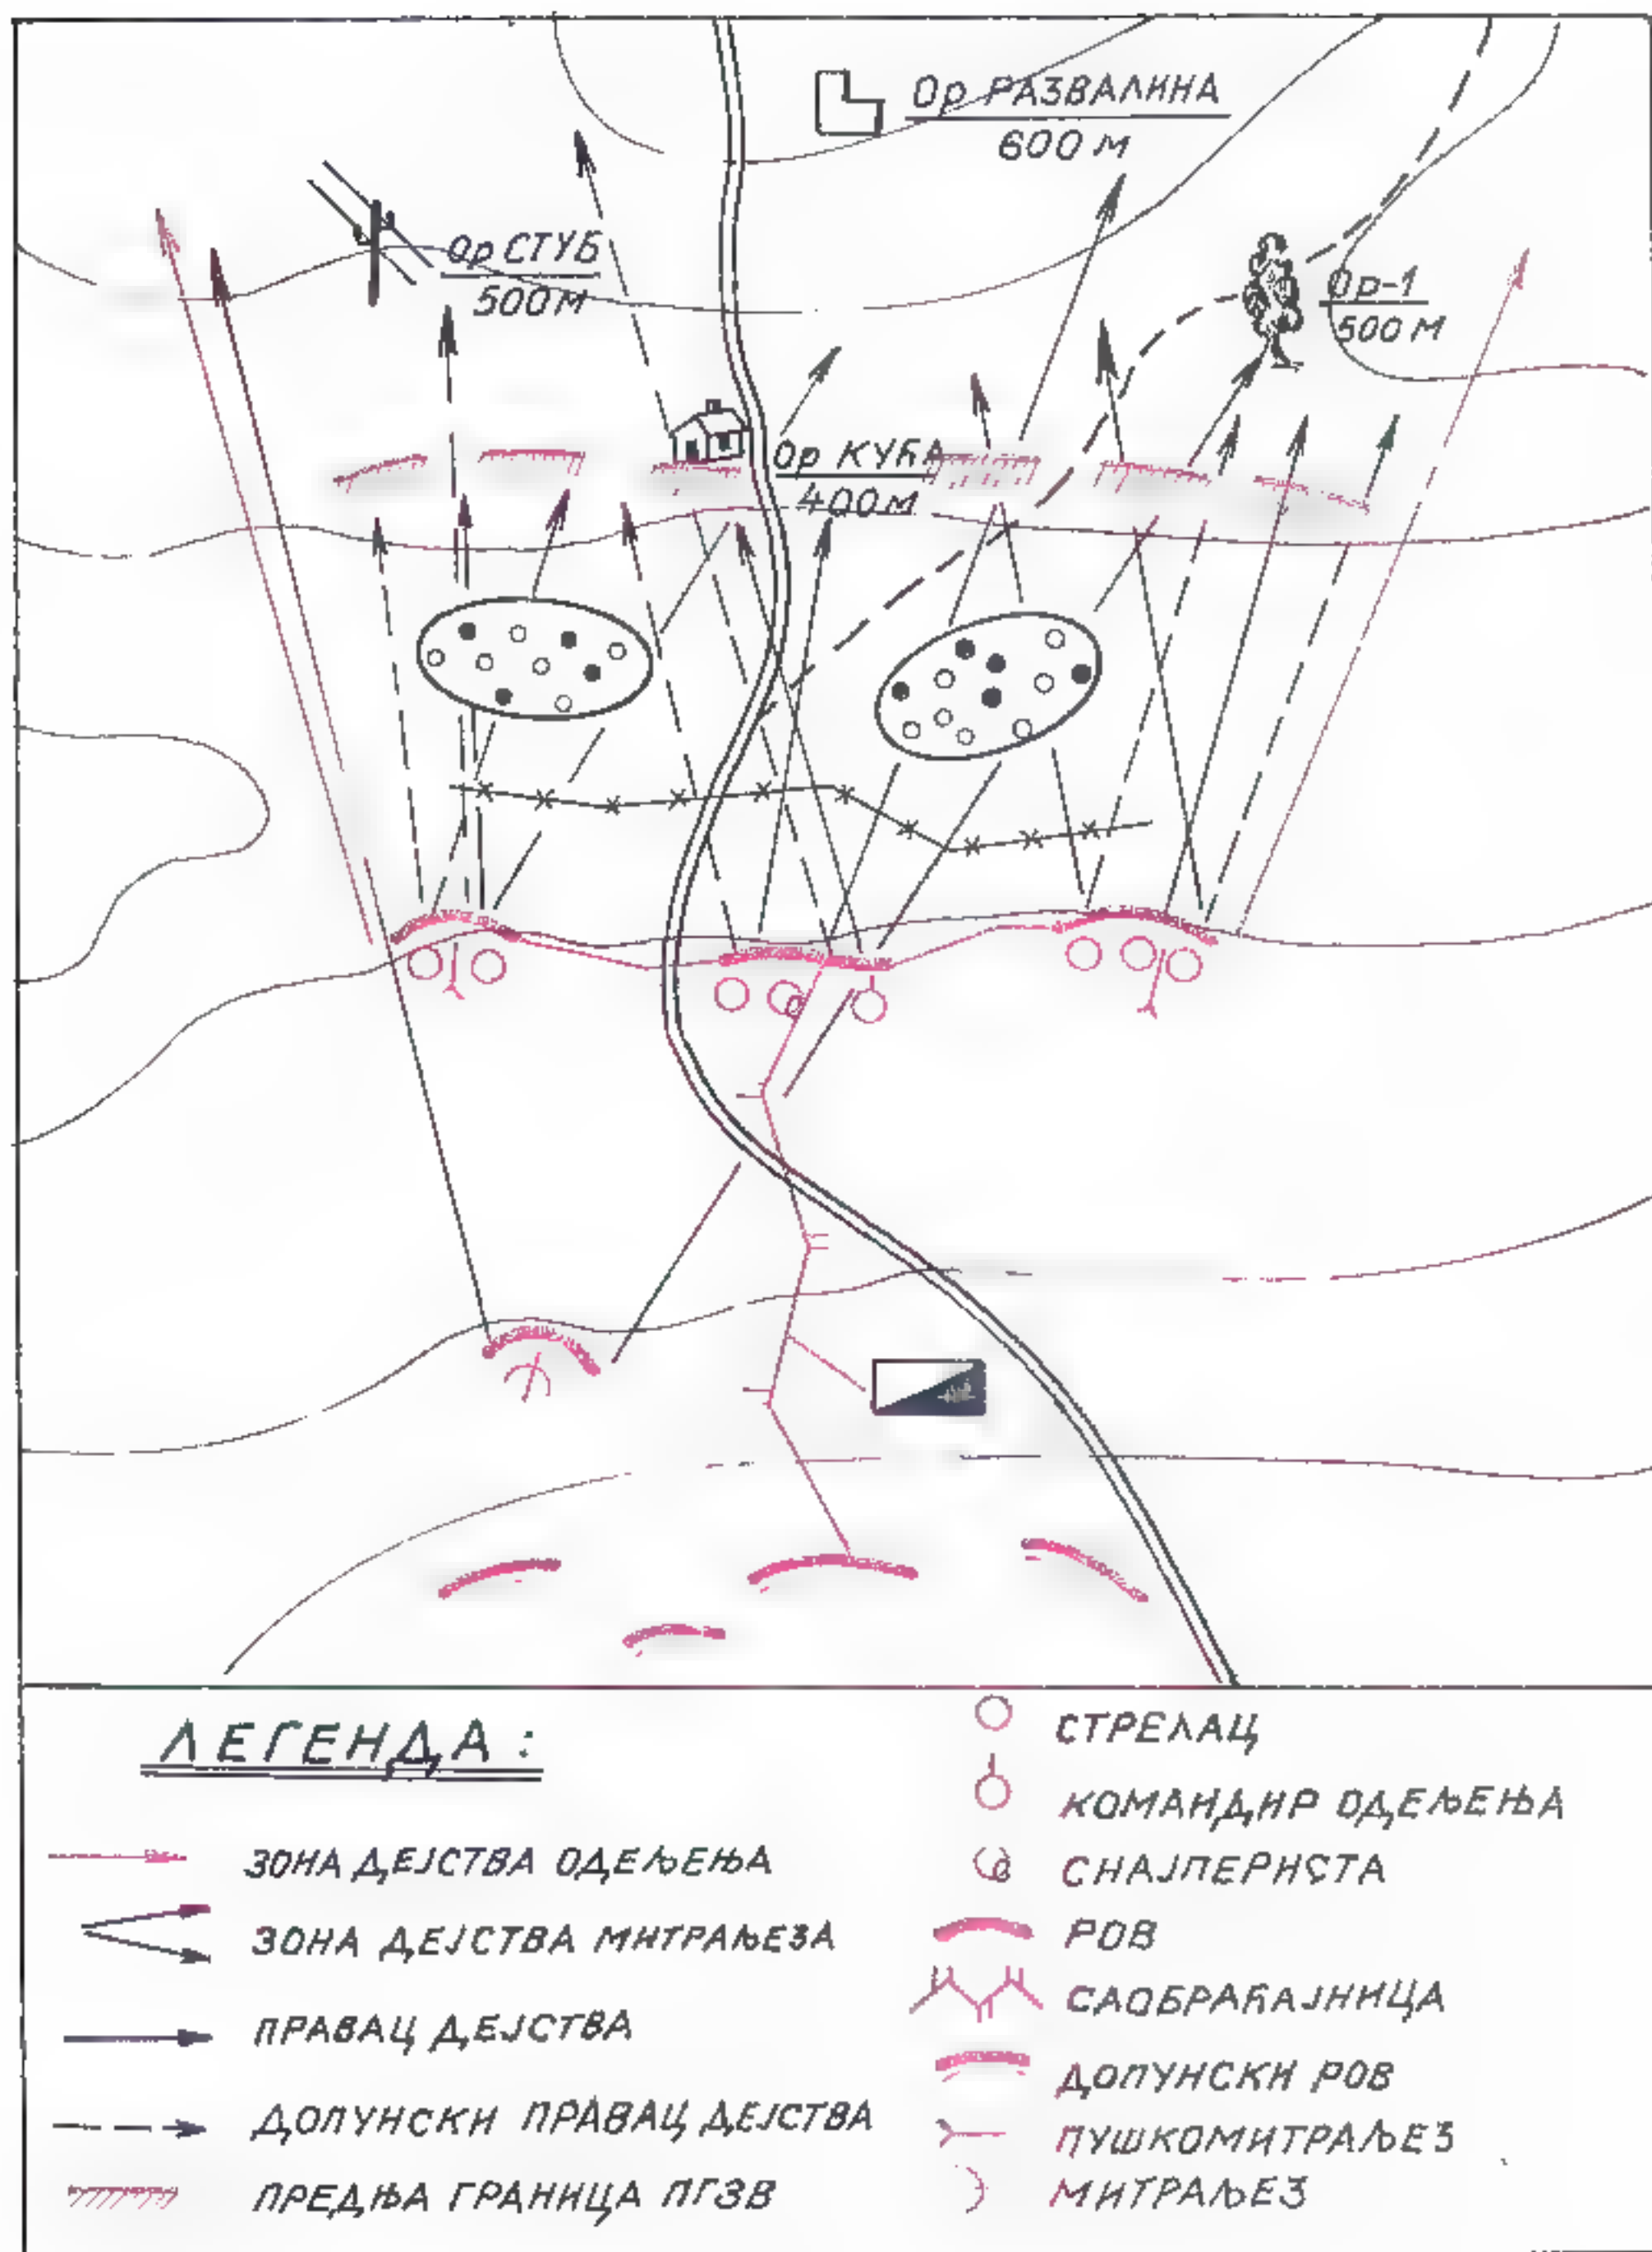 Ор РАЗВАЛИНА
600 м
Ор СТУБ
500м
Ор-1
500 м
Ор КУЋА
400м
ЛЕГЕНДА :
ЗОНА ДЕЈСТВА ОДЕЉЕЊА
ЗОНА ДЕЈСТВА МИТРАЉЕЗА
ПРАВАЦ ДЕЈСТВА
ДОПУНСКИ ПРАВАЦ ДЕЈСТВА
ПРЕДЊА ГРАНИЦА ПГЗВ
СТРЕЛАЦ
КОМАНДИР ОДЕЉЕЊА
СНАЈПЕРИСТА
РОВ
САОБРАЋАЈНИЦА
ДОПУНСКИ РОВ
ПУШКОМИТРАЉЕЗ
МИТРАЉЕЗ